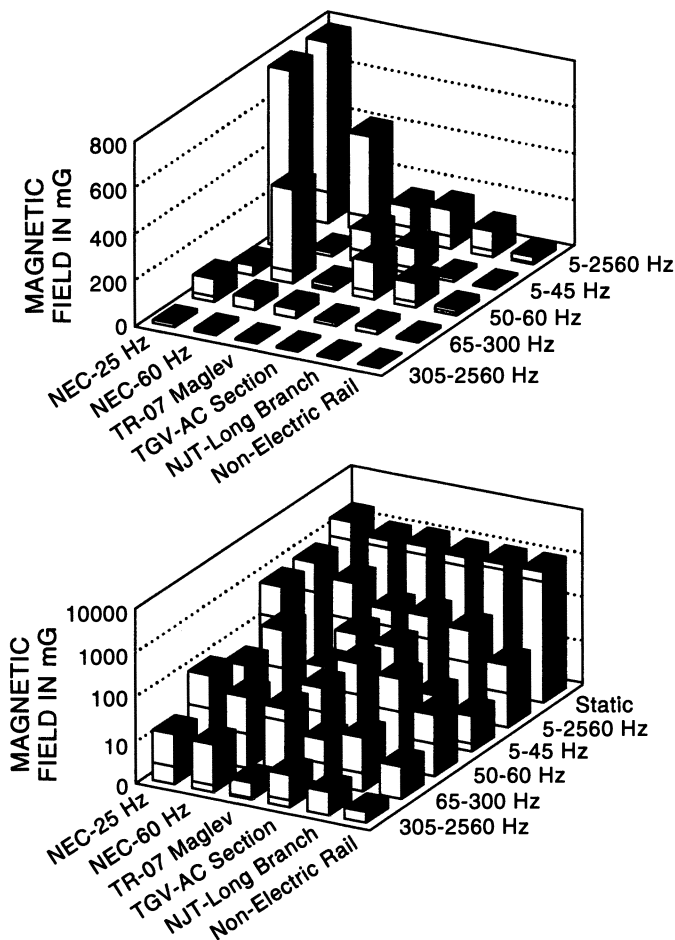 MAGNETIC
FIELD IN mG
800
600
400
200
0
NEC-25 Hz
NEC-60 Hz
TR-07 Maglev
TGV-AC Section
NJT-Long Branch
Non-Electric Rail
5-2560 Hz
5-45 Hz
50-60 Hz
65-300 Hz
305-2560 Hz
MAGNETIC
FIELD IN mG
10000
1000
100
10
0
NEC-25 Hz
NEC-60 Hz
TR-07 Maglev
TGV-AC Section
NJT-Long Branch
Non-Electric Rail
Static
5-2560 Hz
5-45 Hz
50-60 Hz
65-300 Hz
305-2560 Hz